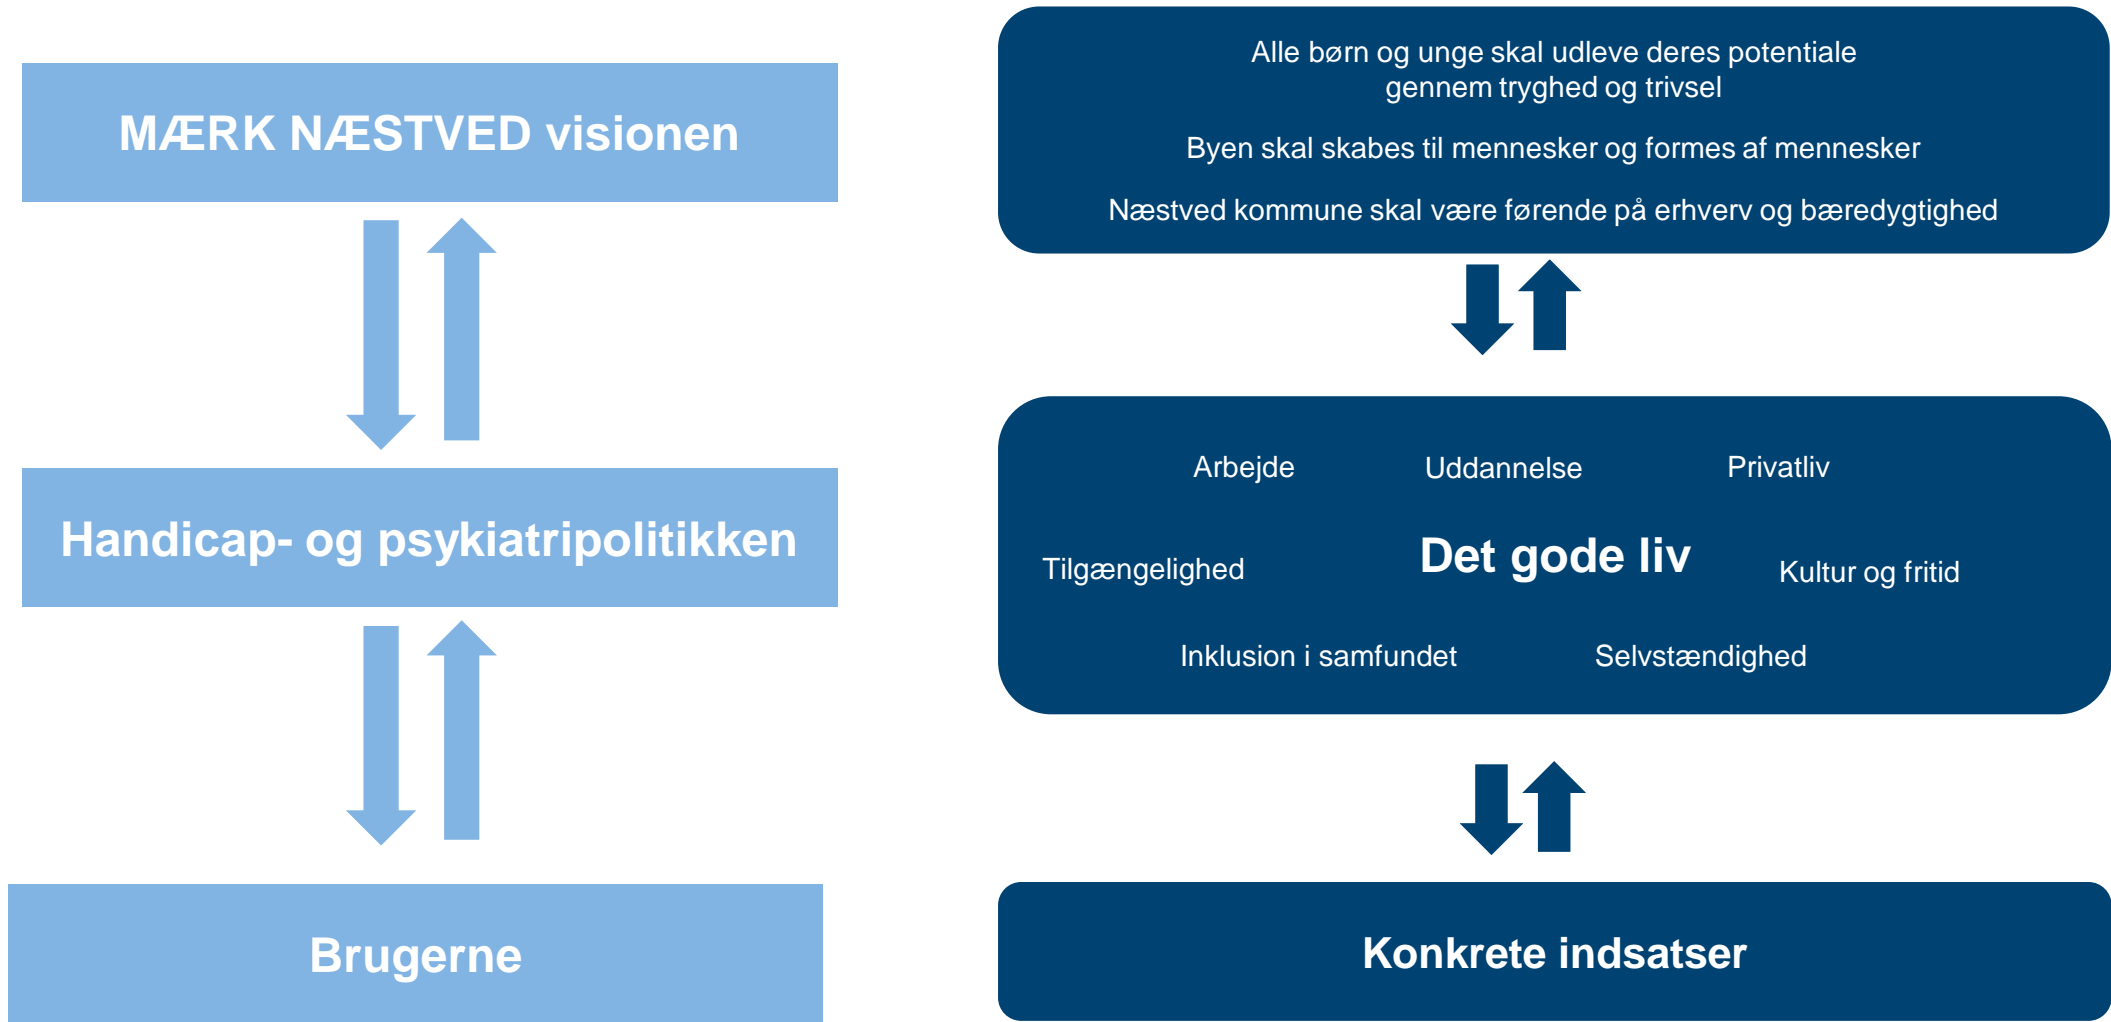 MÆRK NÆSTVED visionen
Alle børn og unge skal udleve deres potentiale
gennem tryghed og trivsel
Byen skal skabes til mennesker og formes af mennesker
Næstved kommune skal være førende på erhverv og bæredygtighed
Handicap- og psykiatripolitikken
Arbejde
Uddannelse
Privatliv
Tilgængelighed
Det gode liv
Kultur og fritid
Inklusion i samfundet
Selvstændighed
Brugerne
Konkrete indsatser